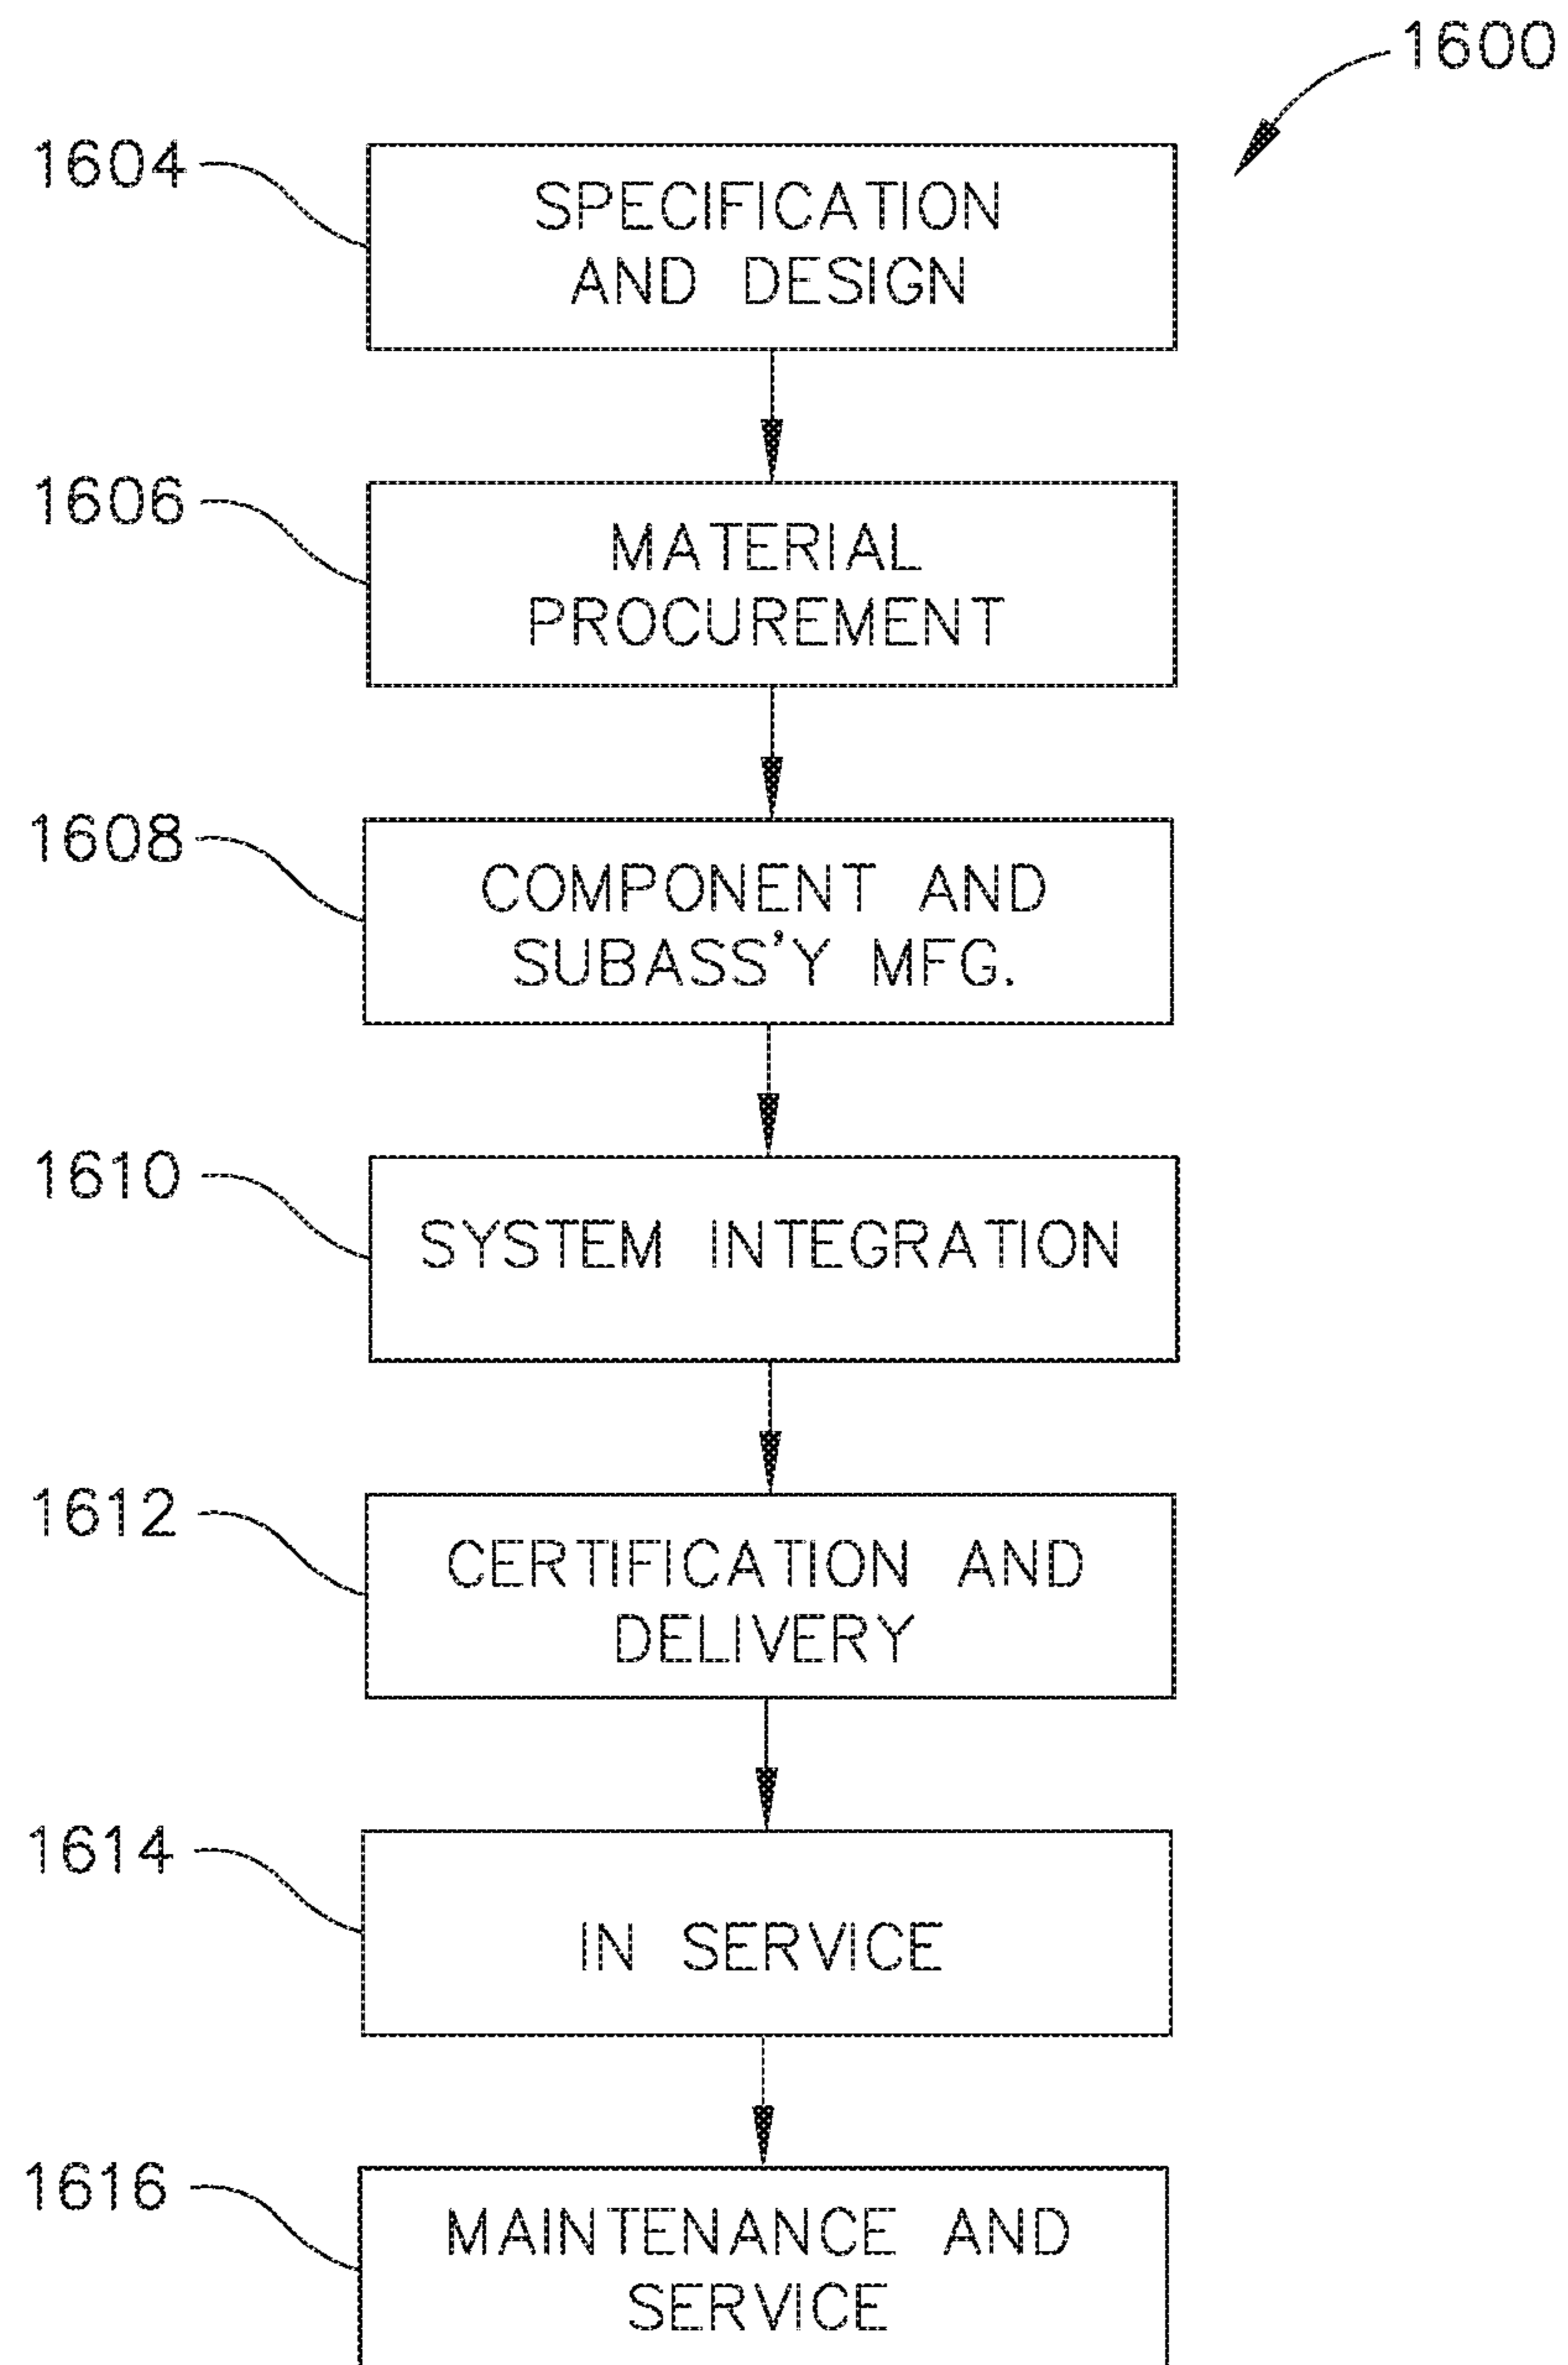 1600
1604
SPECIFICATION
AND DESIGN
1606
MATERIAL
PROCUREMENT
1608
COMPONENT AND
SUBASS'Y MFG.
1610
SYSTEM INTEGRATION
1612
CERTIFICATION AND
DELIVERY
1614
IN SERVICE
1616
MAINTENANCE AND
SERVICE